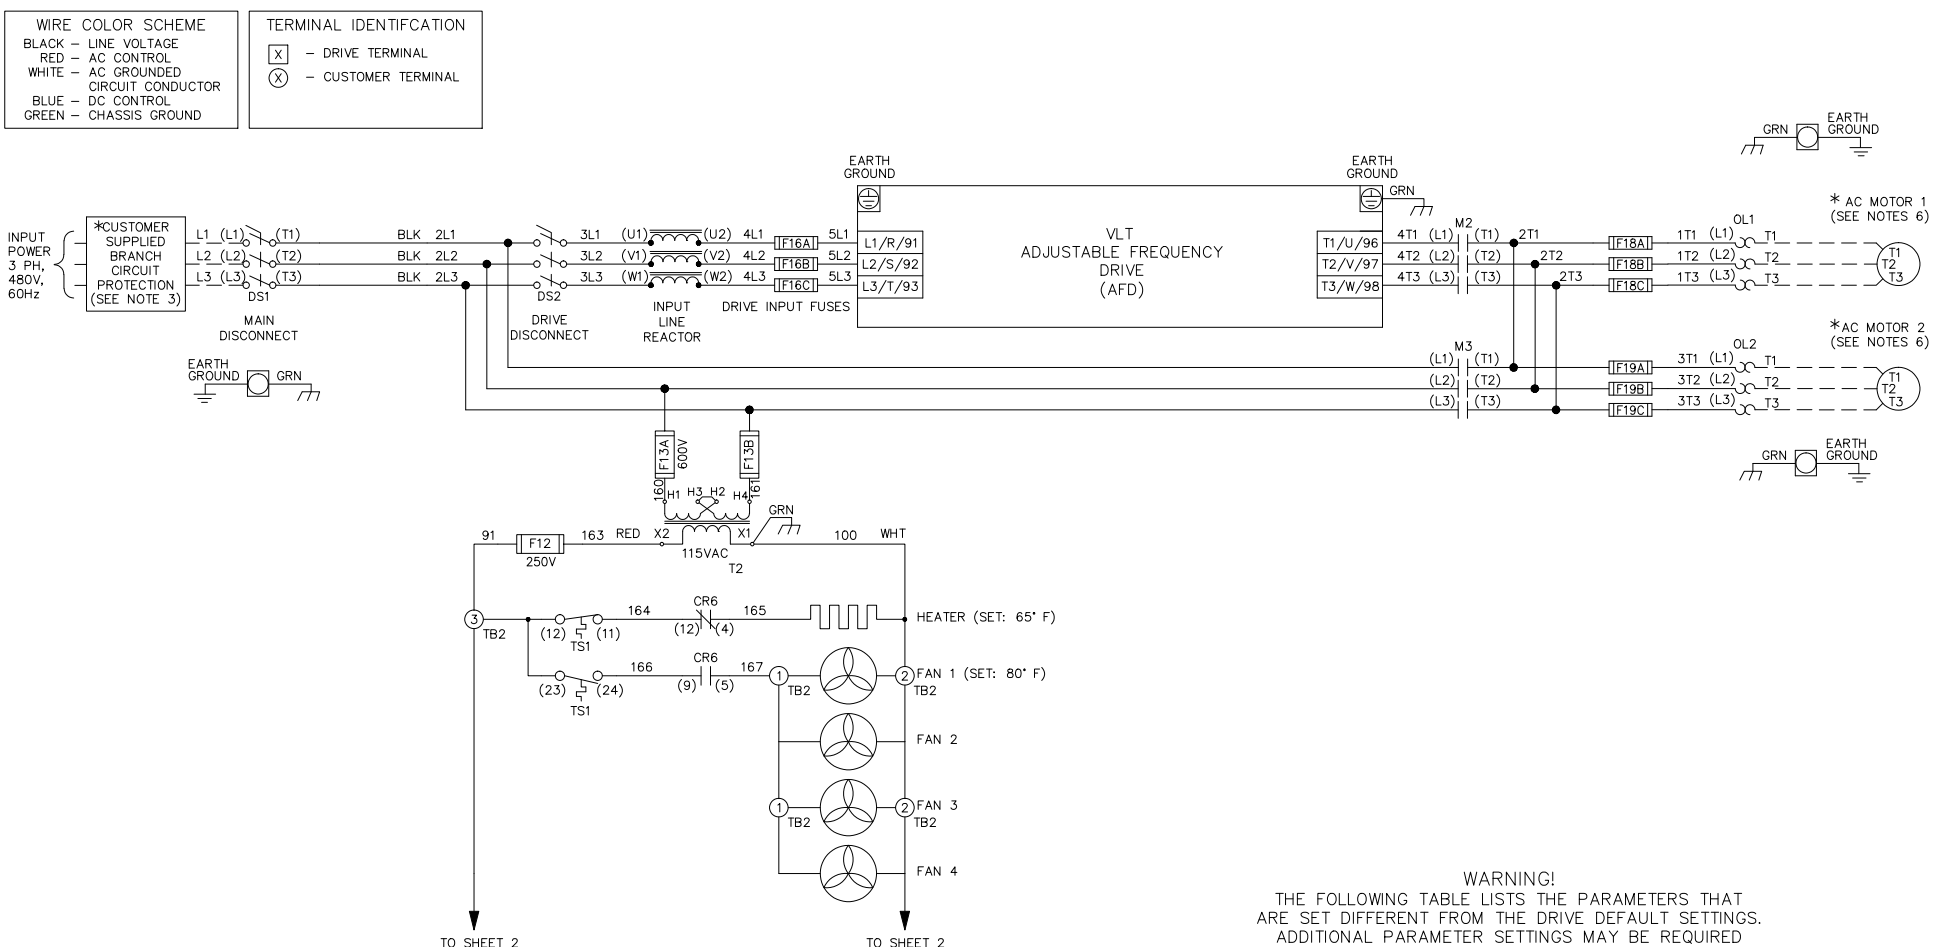 WIRE COLOR SCHEME
BLACK – LINE VOLTAGE
RED – AC CONTROL
WHITE – AC GROUNDED
CIRCUIT CONDUCTOR
BLUE – DC CONTROL
GREEN – CHASSIS GROUND
TERMINAL IDENTIFCATION
X – DRIVE TERMINAL
X – CUSTOMER TERMINAL
GRN
EARTH
GROUND
EARTH
GROUND
EARTH
GROUND
GRN
INPUT
POWER
3 PH,
480V,
60Hz
*CUSTOMER
SUPPLIED
BRANCH
CIRCUIT
PROTECTION
(SEE NOTE 3)
L1 (L1) (T1) BLK 2L1 3L1 (U1) (U2) 4L1 F16A 5L1 L1/R/91
L2 (L2) (T2) BLK 2L2 3L2 (V1) (V2) 4L2 F16B 5L2 L2/S/92
L3 (L3) (T3) BLK 2L3 3L3 (W1) (W2) 4L3 F16C 5L3 L3/T/93
DS1
MAIN
DISCONNECT
DS2
DRIVE
DISCONNECT
INPUT
LINE
REACTOR
DRIVE INPUT FUSES
VLT
ADJUSTABLE FREQUENCY
DRIVE
(AFD)
M2
OL1
T1/U/96 4T1 (L1) (T1) 2T1 F18A 1T1 (L1) T1
T2/V/97 4T2 (L2) (T2) 2T2 F18B 1T2 (L2) T2
T3/W/98 4T3 (L3) (T3) 2T3 F18C 1T3 (L3) T3
* AC MOTOR 1
(SEE NOTES 6)
T1
T2
T3
M3
OL2
(L1) (T1) F19A 3T1 (L1) T1
(L2) (T2) F19B 3T2 (L2) T2
(L3) (T3) F19C 3T3 (L3) T3
*AC MOTOR 2
(SEE NOTES 6)
T1
T2
T3
EARTH
GROUND
GRN
GRN
EARTH
GROUND
F13A
600V
F13B
160
161
H1 H3 H2 H4
GRN
91 F12 163 RED X2 X1 100 WHT
250V
115VAC
T2
3
TB2
(12) (11)
TS1
164
CR6
(12) (4)
165
HEATER (SET: 65° F)
(23) (24)
TS1
166
CR6
(9) (5)
167
1
TB2
2
TB2
FAN 1 (SET: 80° F)
FAN 2
1
TB2
2
TB2
FAN 3
FAN 4
TO SHEET 2
TO SHEET 2
WARNING!
THE FOLLOWING TABLE LISTS THE PARAMETERS THAT
ARE SET DIFFERENT FROM THE DRIVE DEFAULT SETTINGS.
ADDITIONAL PARAMETER SETTINGS MAY BE REQUIRED